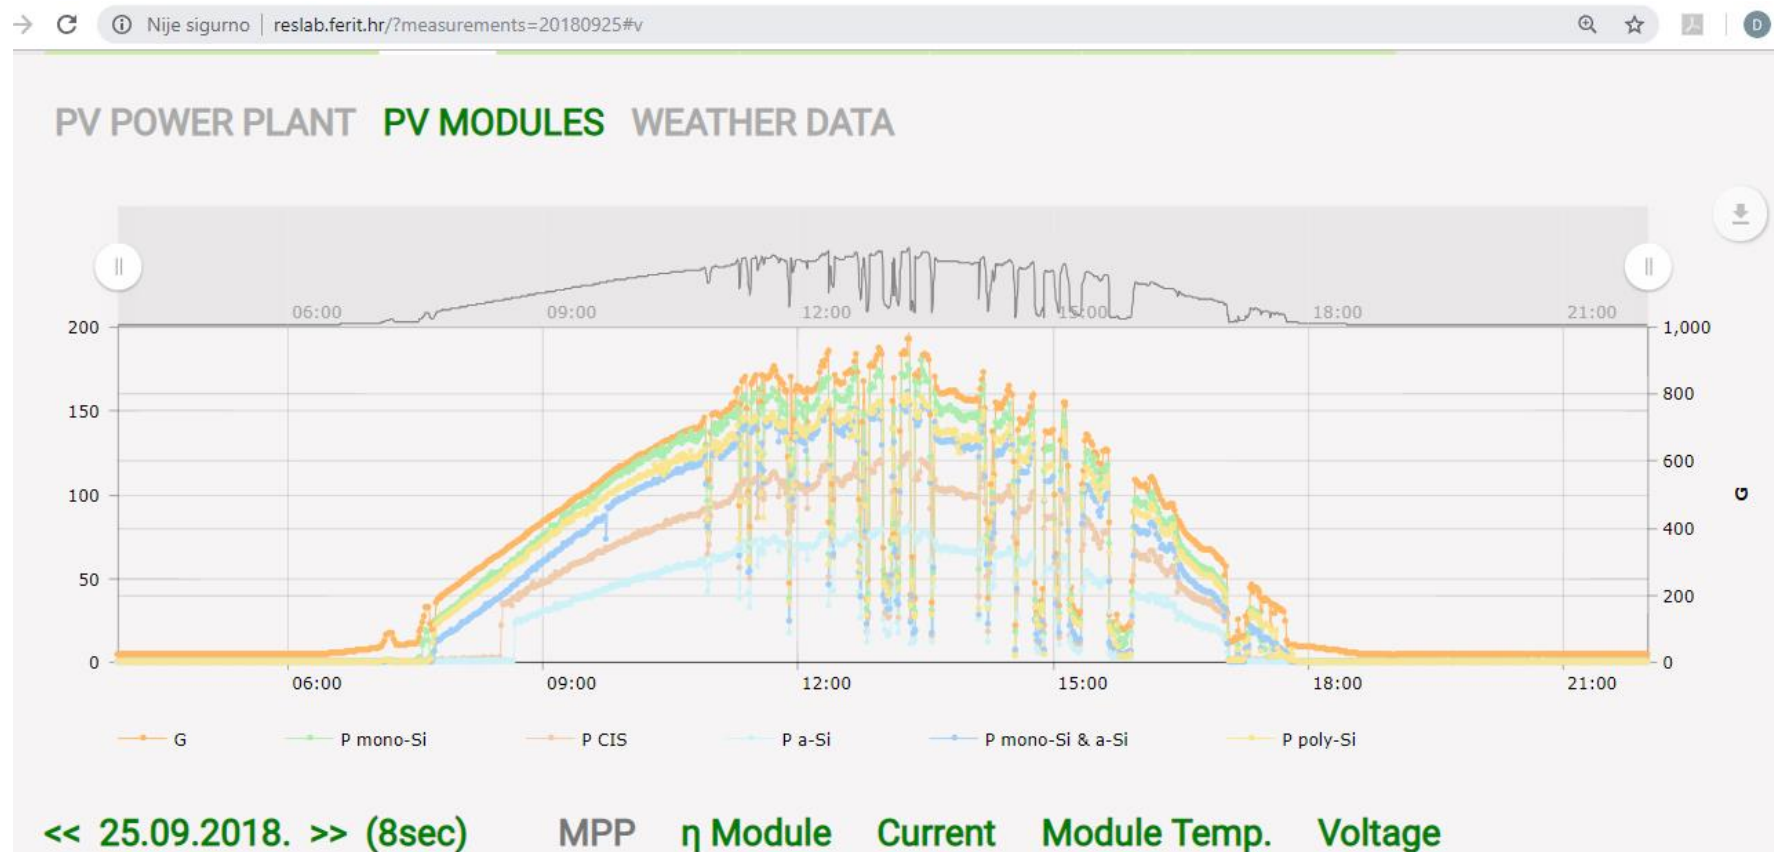 Nije sigurno | reslab.ferit.hr/?measurements=20180925#v
D
PV POWER PLANT PV MODULES WEATHER DATA
06:00 09:00 12:00 15:00 18:00 21:00
200 1,000
150 800
100 600
50 400
0 200
0
G
06:00 09:00 12:00 15:00 18:00 21:00
G P mono-Si P CIS P a-Si P mono-Si & a-Si P poly-Si
<< 25.09.2018. >> (8sec) MPP η Module Current Module Temp. Voltage